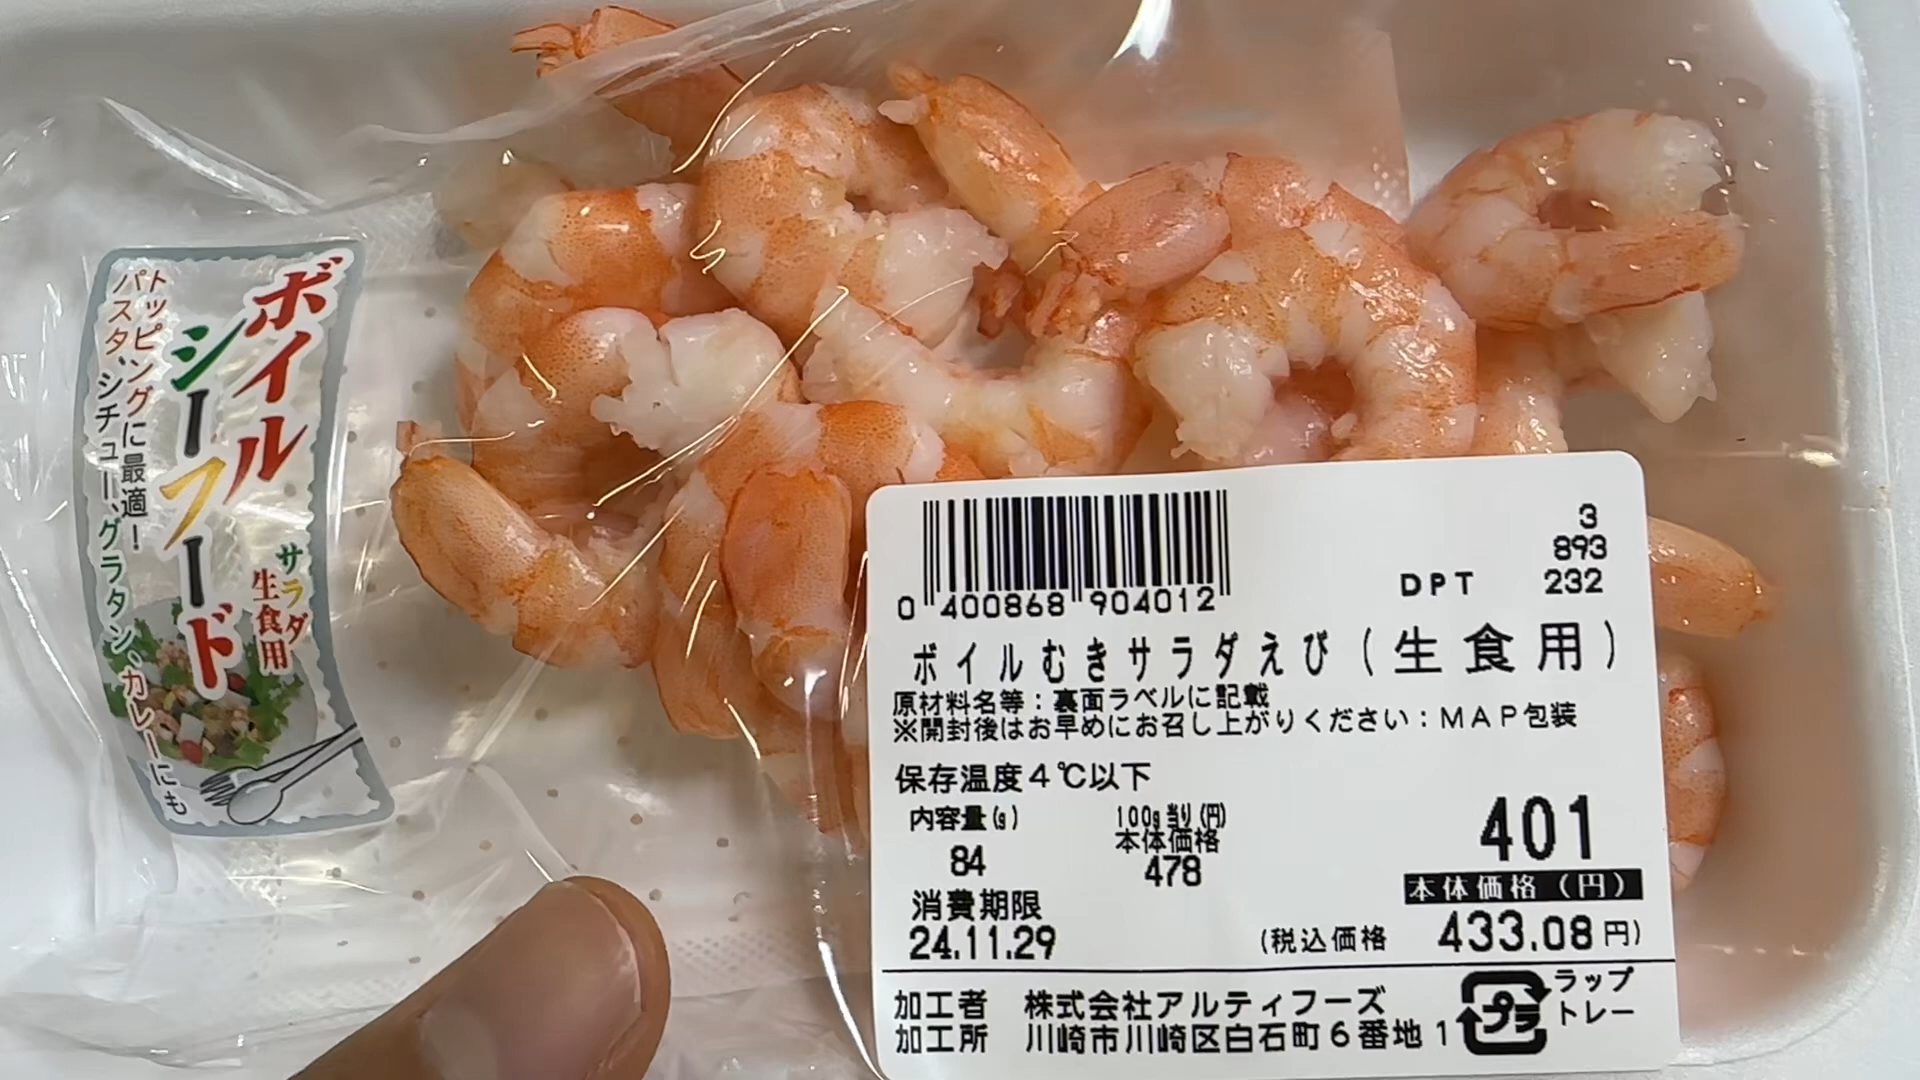 ボイル
シーフード
サラダ
生食用
トッピングに最適！
パスタ、シチュー、グラタン、カレーにも
3
893
DPT 232
0 400868 904012
ボイルむきサラダえび(生食用)
原材料名等:裏面ラベルに記載
※開封後はお早めにお召し上がりください:MAP包装
保存温度4℃以下
内容量(g) 100g当り(円)
本体価格
84 478
401
本体価格(円)
消費期限
24.11.29
(税込価格 433.08円)
加工者 株式会社アルティフーズ
加工所 川崎市川崎区白石町6番地1
プラ
ラップ
トレー